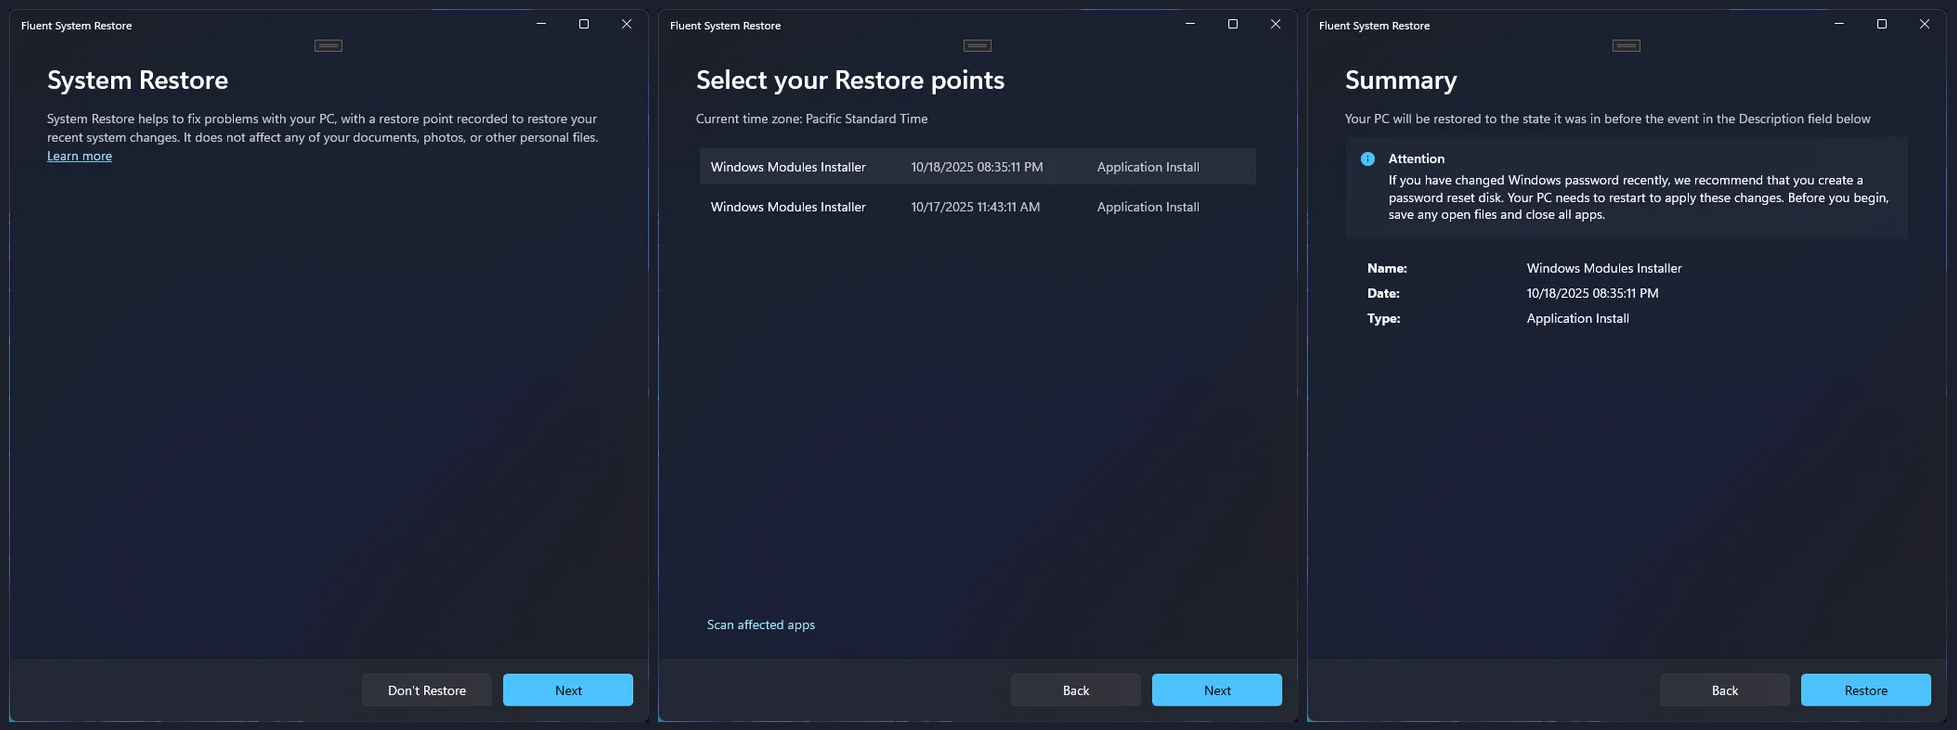 Fluent System Restore
System Restore
System Restore helps to fix problems with your PC, with a restore point recorded to restore your
recent system changes. It does not affect any of your documents, photos, or other personal files.
Learn more
Don't Restore
Next
Fluent System Restore
Select your Restore points
Current time zone: Pacific Standard Time
Windows Modules Installer 10/18/2025 08:35:11 PM Application Install
Windows Modules Installer 10/17/2025 11:43:11 AM Application Install
Scan affected apps
Back
Next
Fluent System Restore
Summary
Your PC will be restored to the state it was in before the event in the Description field below
Attention
If you have changed Windows password recently, we recommend that you create a
password reset disk. Your PC needs to restart to apply these changes. Before you begin,
save any open files and close all apps.
Name: Windows Modules Installer
Date: 10/18/2025 08:35:11 PM
Type: Application Install
Back
Restore